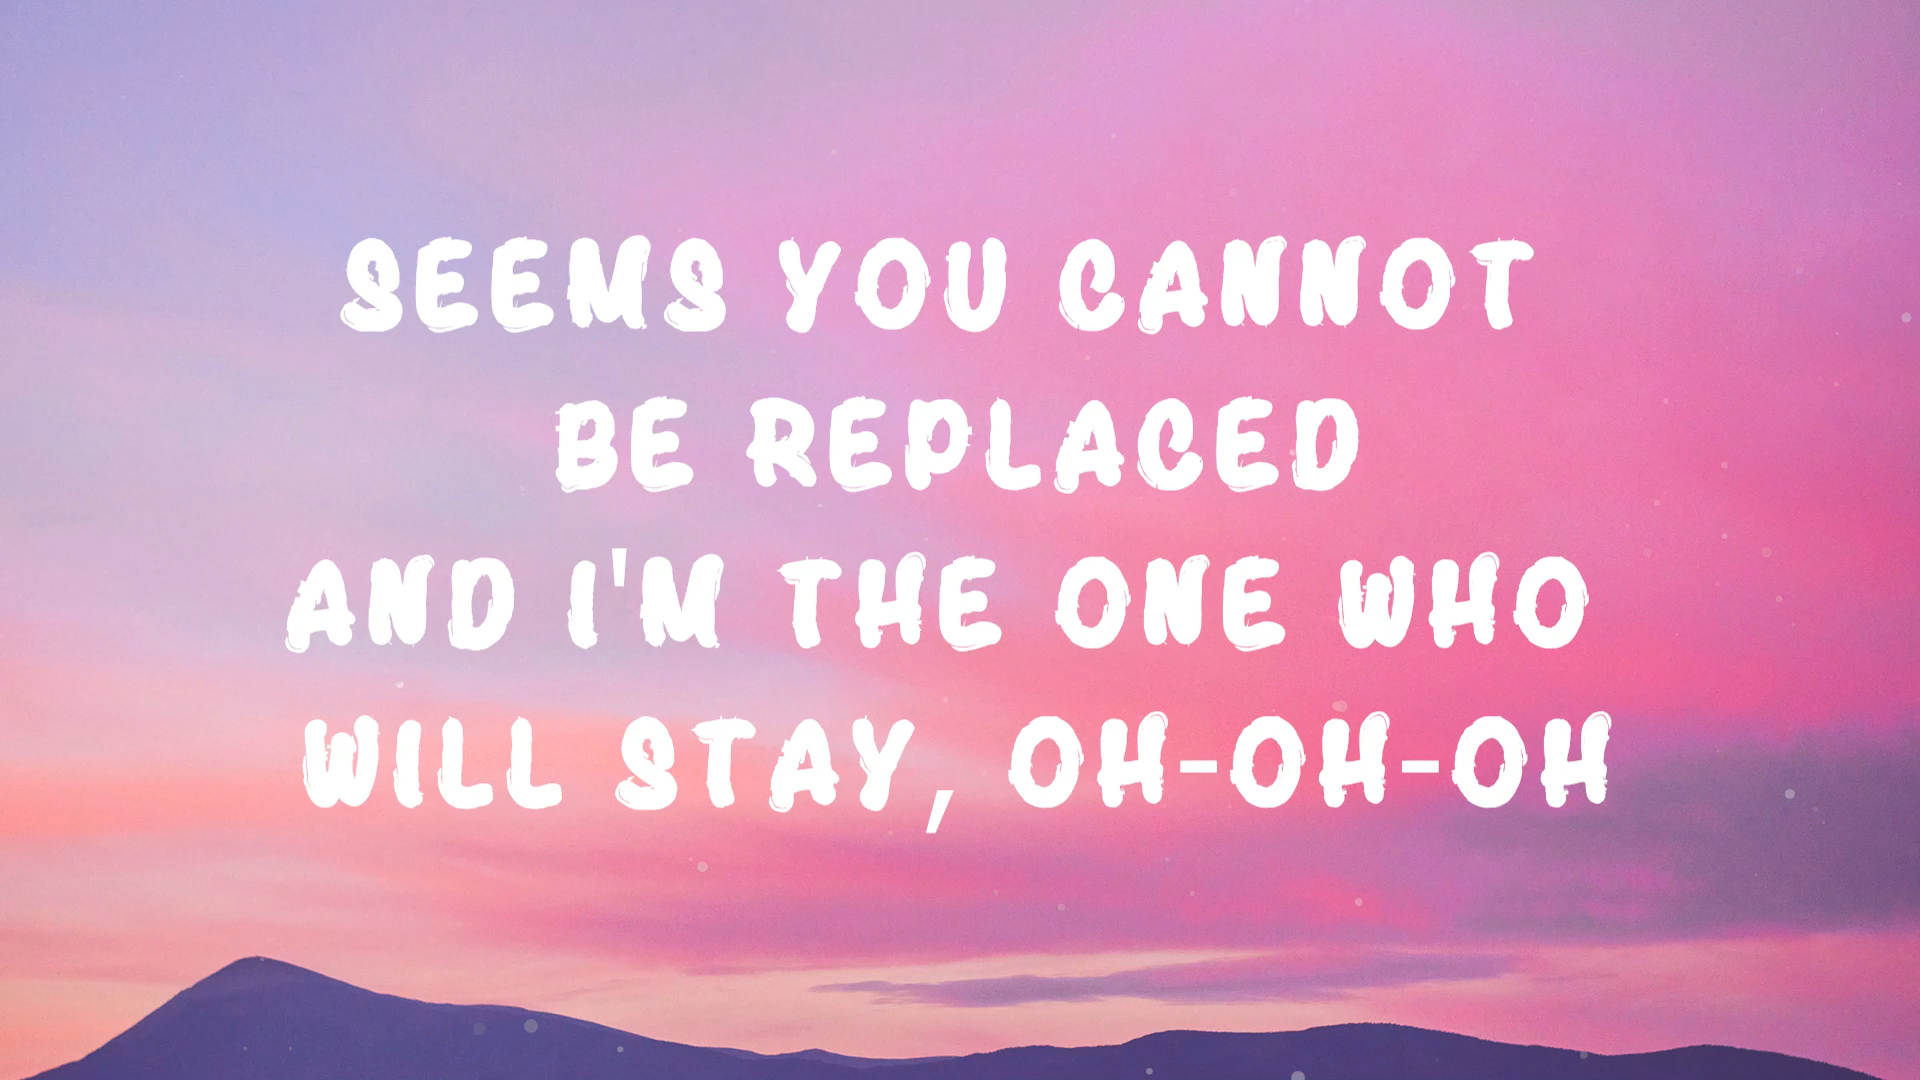 SEEMS YOU CANNOT
BE REPLACED
AND I'M THE ONE WHO
WILL STAY, OH-OH-OH